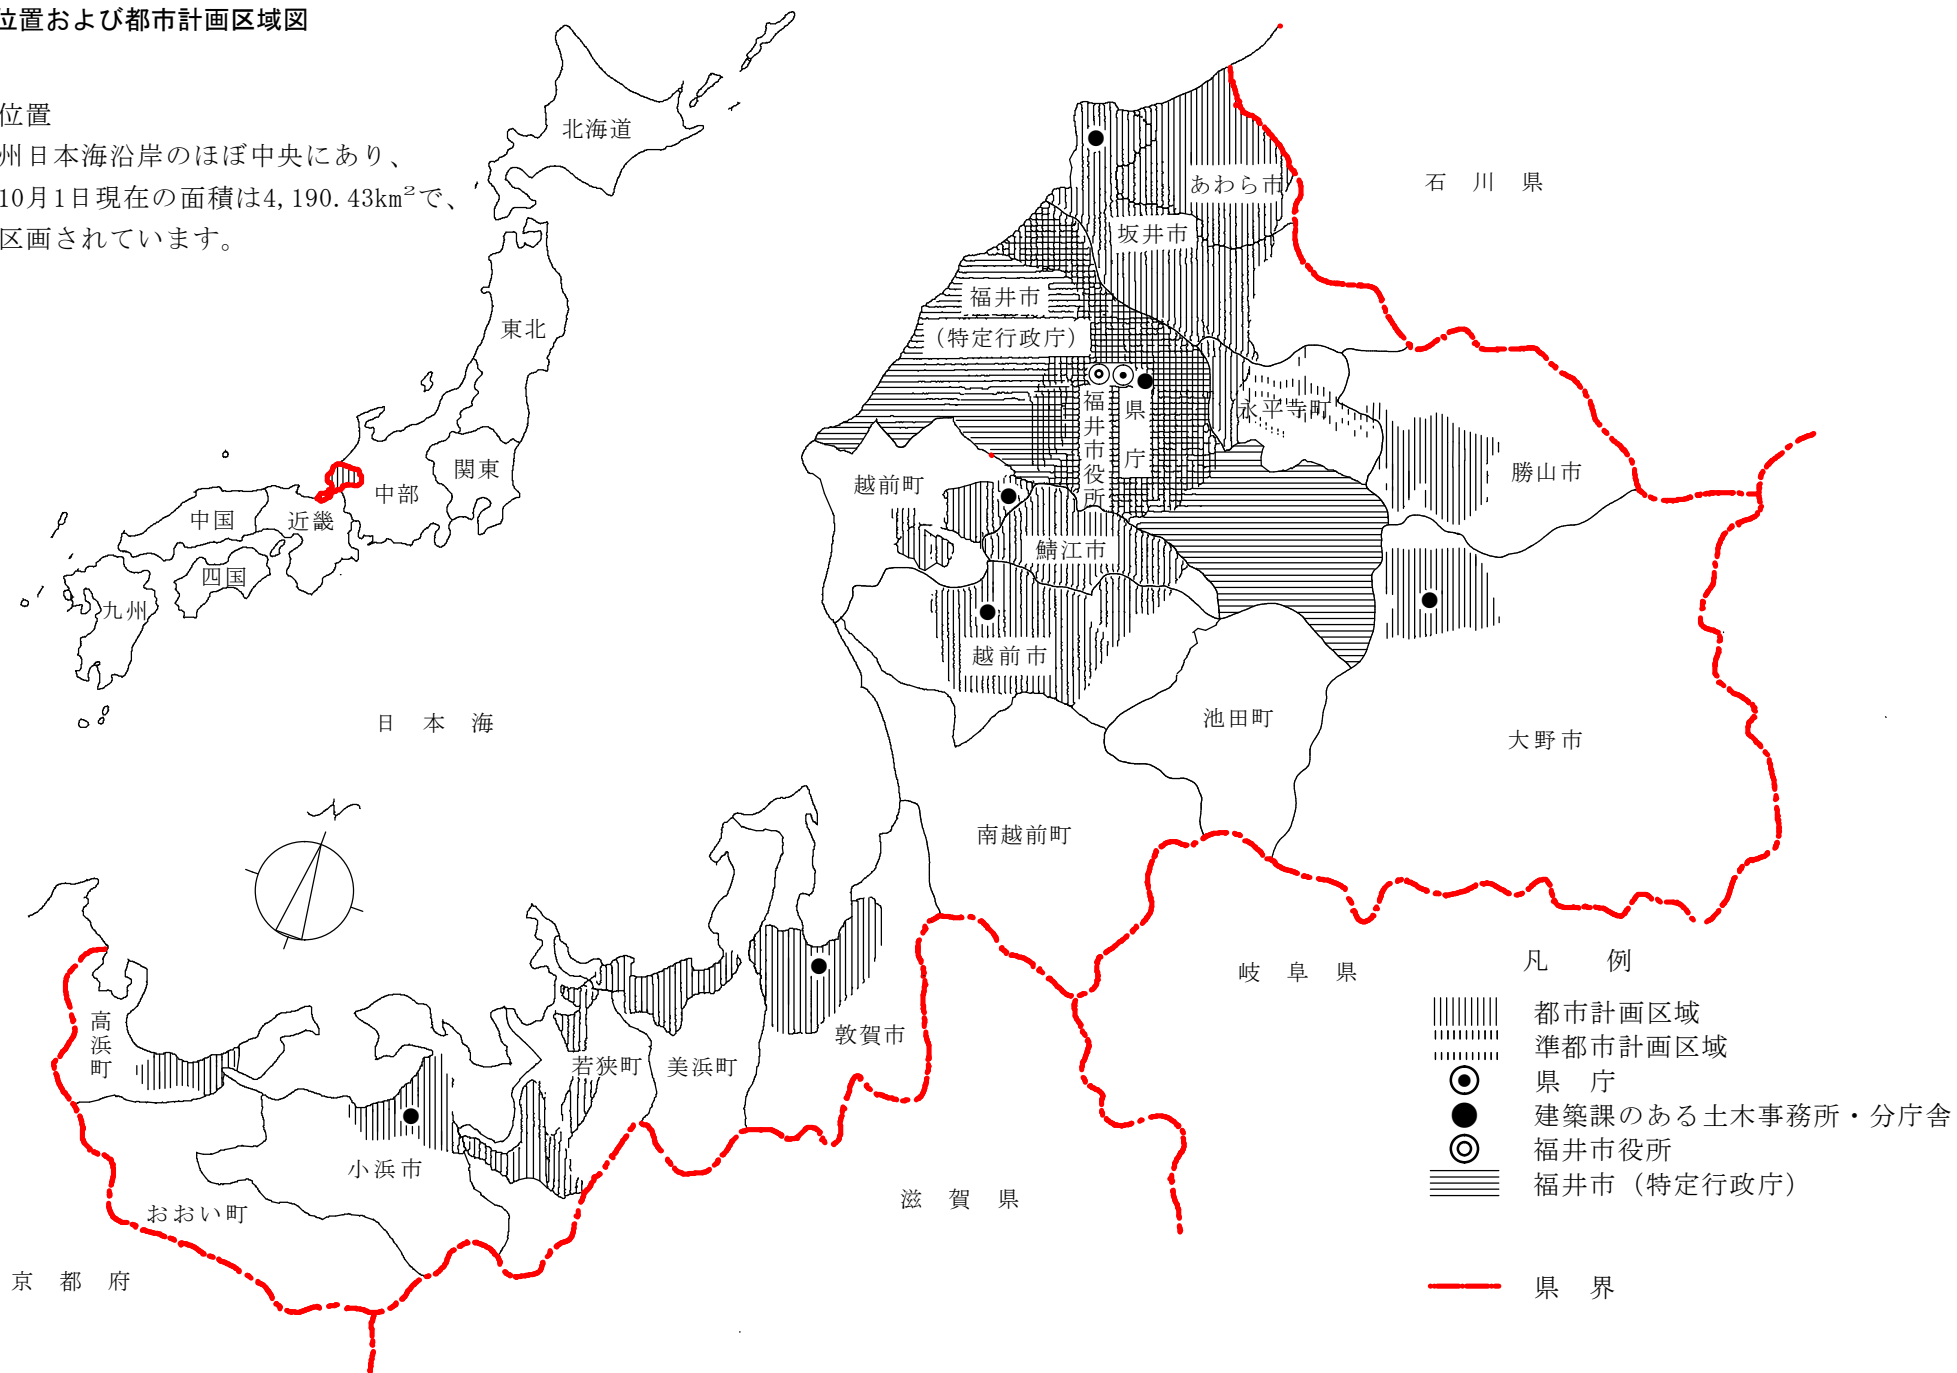 位置および都市計画区域図
位置
州日本海沿岸のほぼ中央にあり、
10月1日現在の面積は4,190.43km²で、
区画されています。
北海道
東北
関東
中部
近畿
中国
四国
九州
日本海
石川県
あわら市
坂井市
福井市
(特定行政庁)
福井市役所
県庁
永平寺町
勝山市
越前町
鯖江市
越前市
池田町
大野市
南越前町
敦賀市
美浜町
若狭町
小浜市
高浜町
おおい町
京都府
滋賀県
岐阜県
凡例
都市計画区域
準都市計画区域
県庁
建築課のある土木事務所・分庁舎
福井市役所
福井市(特定行政庁)
県界